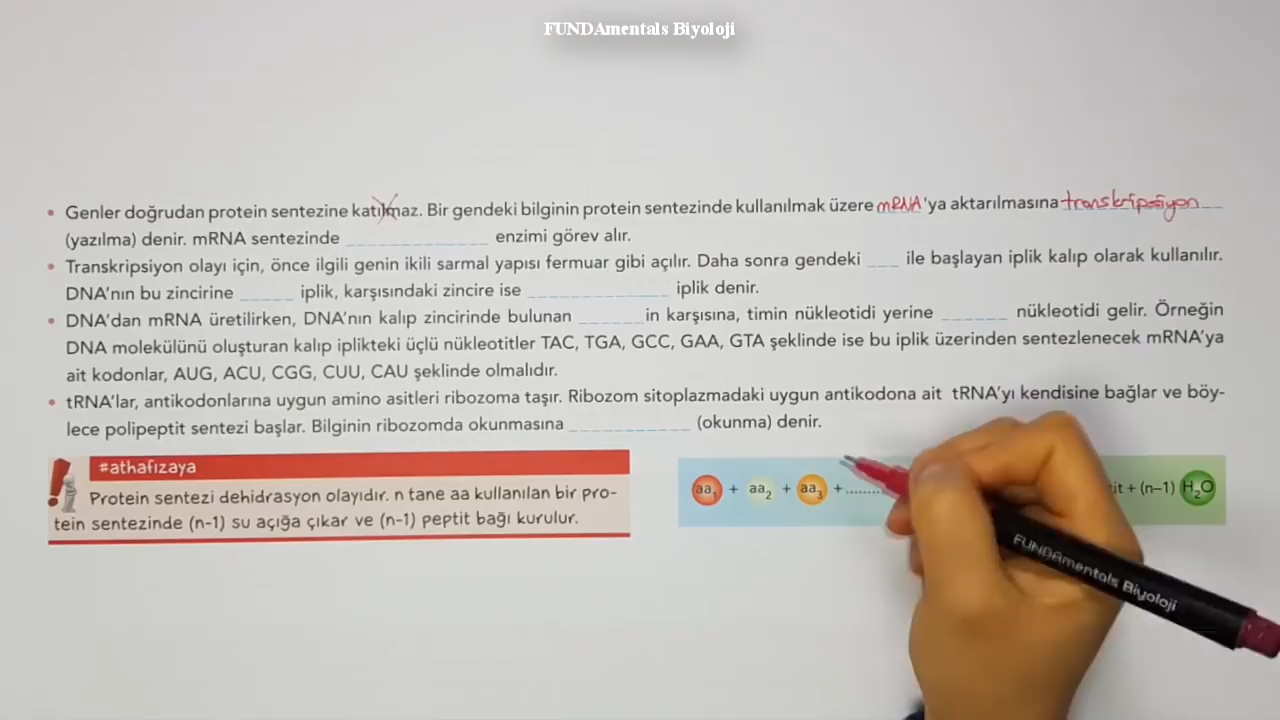 FUNDAmentals Biyoloji
• Genler doğrudan protein sentezine katılmaz. Bir gendeki bilginin protein sentezinde kullanılmak üzere mRNA'ya aktarılmasına transkripsiyon
(yazılma) denir. mRNA sentezinde ______________ enzimi görev alır.
• Transkripsiyon olayı için, önce ilgili genin ikili sarmal yapısı fermuar gibi açılır. Daha sonra gendeki ___ ile başlayan iplik kalıp olarak kullanılır.
DNA'nın bu zincirine _____ iplik, karşısındaki zincire ise ______________ iplik denir.
• DNA'dan mRNA üretilirken, DNA'nın kalıp zincirinde bulunan ______in karşısına, timin nükleotidi yerine ______ nükleotidi gelir. Örneğin
DNA molekülünü oluşturan kalıp iplikteki üçlü nükleotitler TAC, TGA, GCC, GAA, GTA şeklinde ise bu iplik üzerinden sentezlenecek mRNA'ya
ait kodonlar, AUG, ACU, CGG, CUU, CAU şeklinde olmalıdır.
• tRNA'lar, antikodonlarına uygun amino asitleri ribozoma taşır. Ribozom sitoplazmadaki uygun antikodona ait tRNA'yı kendisine bağlar ve böy-
lece polipeptit sentezi başlar. Bilginin ribozomda okunmasına ____________ (okunma) denir.
#athafızaya
Protein sentezi dehidrasyon olayıdır. n tane aa kullanılan bir pro-
tein sentezinde (n-1) su açığa çıkar ve (n-1) peptit bağı kurulur.
aa₁ + aa₂ + aa₃ + ........ + (n–1) H₂O
FUNDAmentals Biyoloji